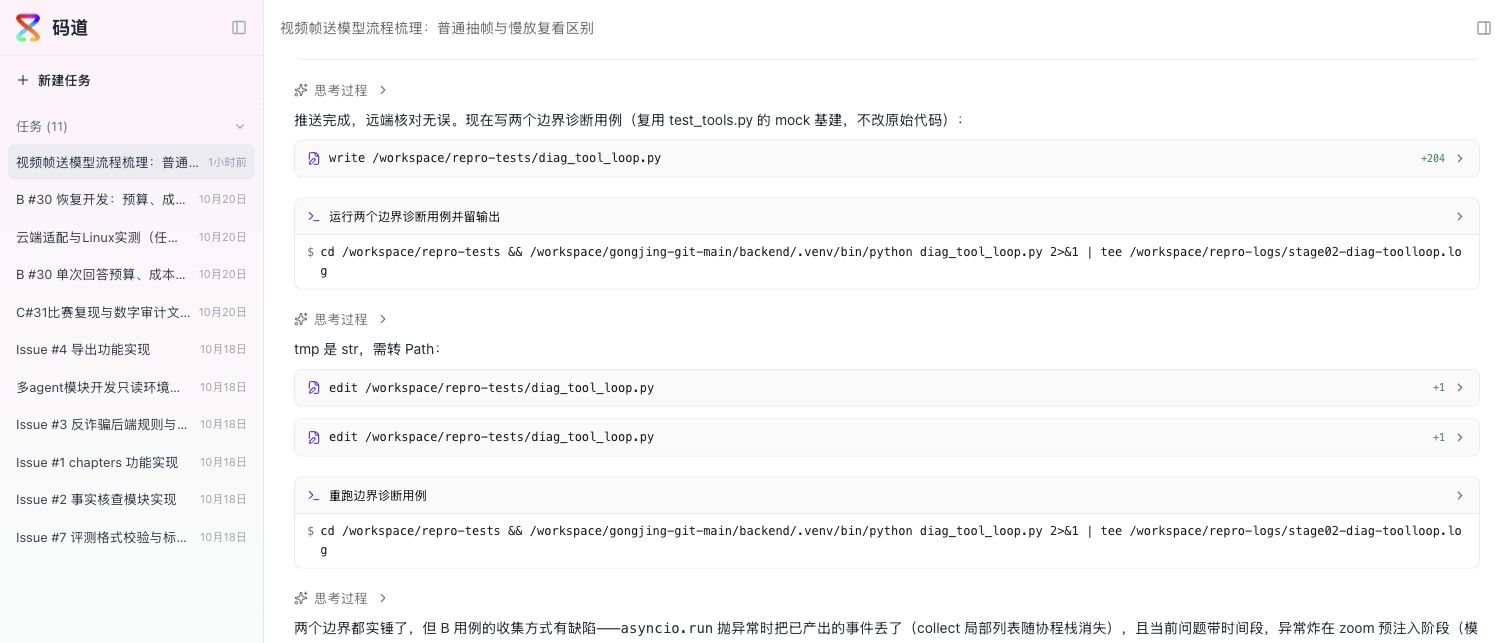 码道
新建任务
任务 (11)
视频帧送模型流程梳理：普通... 1小时前
B #30 恢复开发：预算、成... 10月20日
云端适配与Linux实测（任... 10月20日
B #30 单次回答预算、成本... 10月20日
C#31比赛复现与数字审计文... 10月20日
Issue #4 导出功能实现 10月18日
多agent模块开发只读环境... 10月18日
Issue #3 反诈骗后端规则与... 10月18日
Issue #1 chapters 功能实现 10月18日
Issue #2 事实核查模块实现 10月18日
Issue #7 评测格式校验与标... 10月18日
视频帧送模型流程梳理：普通抽帧与慢放复看区别
思考过程
推送完成，远端核对无误。现在写两个边界诊断用例（复用 test_tools.py 的 mock 基建，不改原始代码）：
write /workspace/repro-tests/diag_tool_loop.py +204
运行两个边界诊断用例并留输出
$ cd /workspace/repro-tests && /workspace/gongjing-git-main/backend/.venv/bin/python diag_tool_loop.py 2>&1 | tee /workspace/repro-logs/stage02-diag-toolloop.lo
g
思考过程
tmp 是 str，需转 Path：
edit /workspace/repro-tests/diag_tool_loop.py +1
edit /workspace/repro-tests/diag_tool_loop.py +1
重跑边界诊断用例
$ cd /workspace/repro-tests && /workspace/gongjing-git-main/backend/.venv/bin/python diag_tool_loop.py 2>&1 | tee /workspace/repro-logs/stage02-diag-toolloop.lo
g
思考过程
两个边界都实锤了，但 B 用例的收集方式有缺陷——asyncio.run 抛异常时把已产出的事件丢了（collect 局部列表随协程栈消失），且当前问题带时间段，异常炸在 zoom 预注入阶段（模